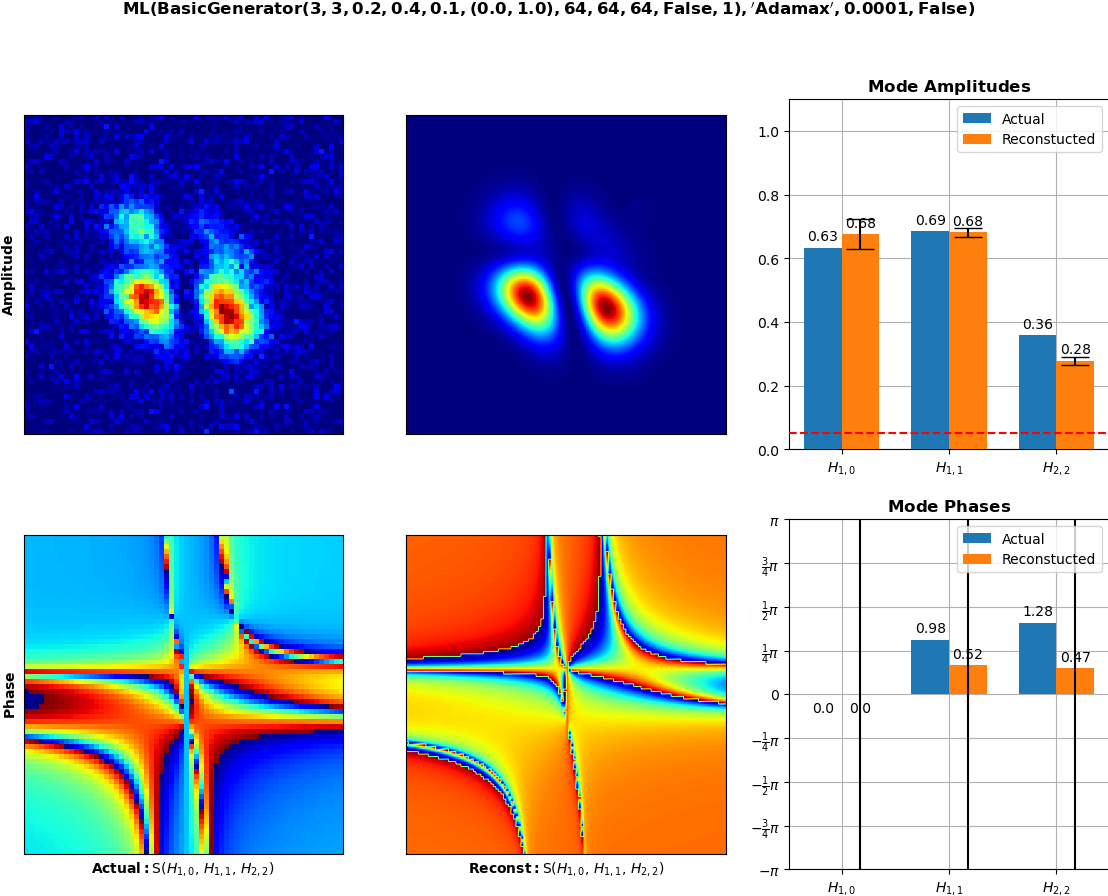 ML(BasicGenerator(3, 3, 0.2, 0.4, 0.1, (0.0, 1.0), 64, 64, 64, False, 1), ′Adamax′, 0.0001, False)
Amplitude
Mode Amplitudes
Actual
Reconstucted
1.0
0.8
0.6
0.4
0.2
0.0
0.63
0.68
0.69
0.68
0.36
0.28
H₁,₀
H₁,₁
H₂,₂
Phase
Actual: S(H₁,₀, H₁,₁, H₂,₂)
Reconst: S(H₁,₀, H₁,₁, H₂,₂)
Mode Phases
Actual
Reconstucted
π
¾π
½π
¼π
0
−¼π
−½π
−¾π
−π
0.0
0.0
0.98
0.52
1.28
0.47
H₁,₀
H₁,₁
H₂,₂